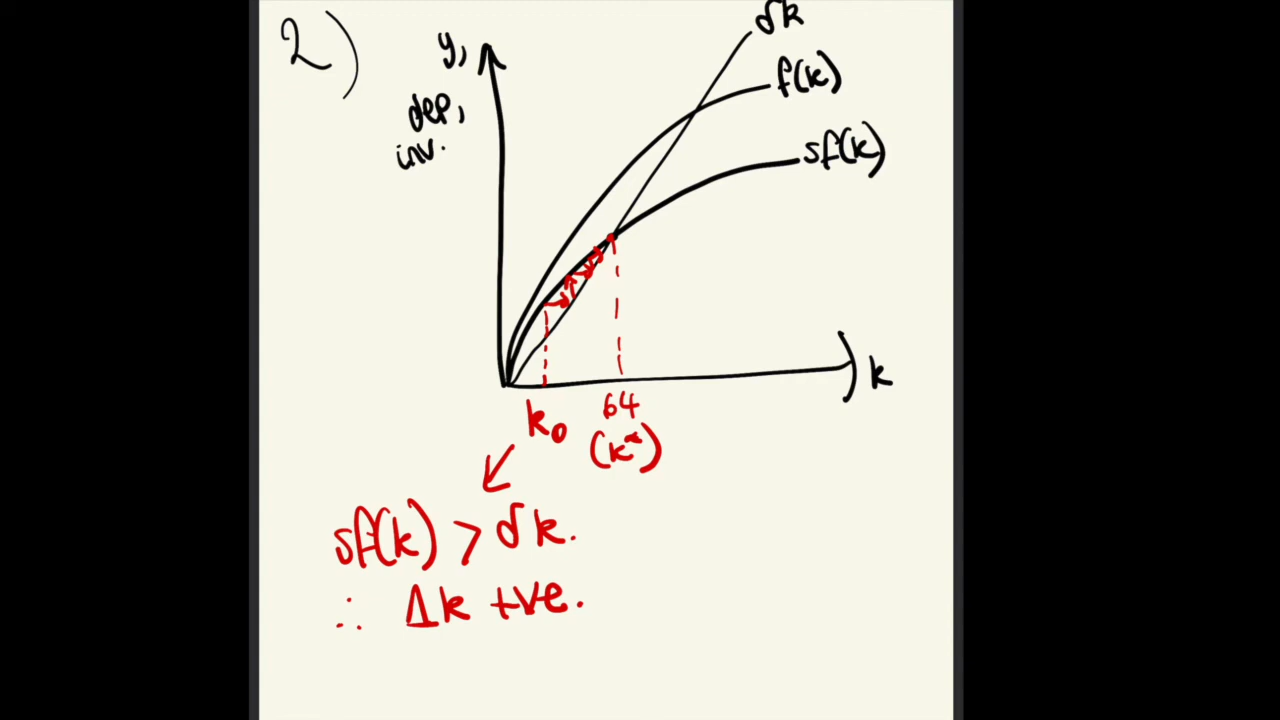 2)
y,
dep,
inv.
δk
f(k)
sf(k)
k
k₀
64
(k*)
sf(k) > δk.
∴ Δk +ve.